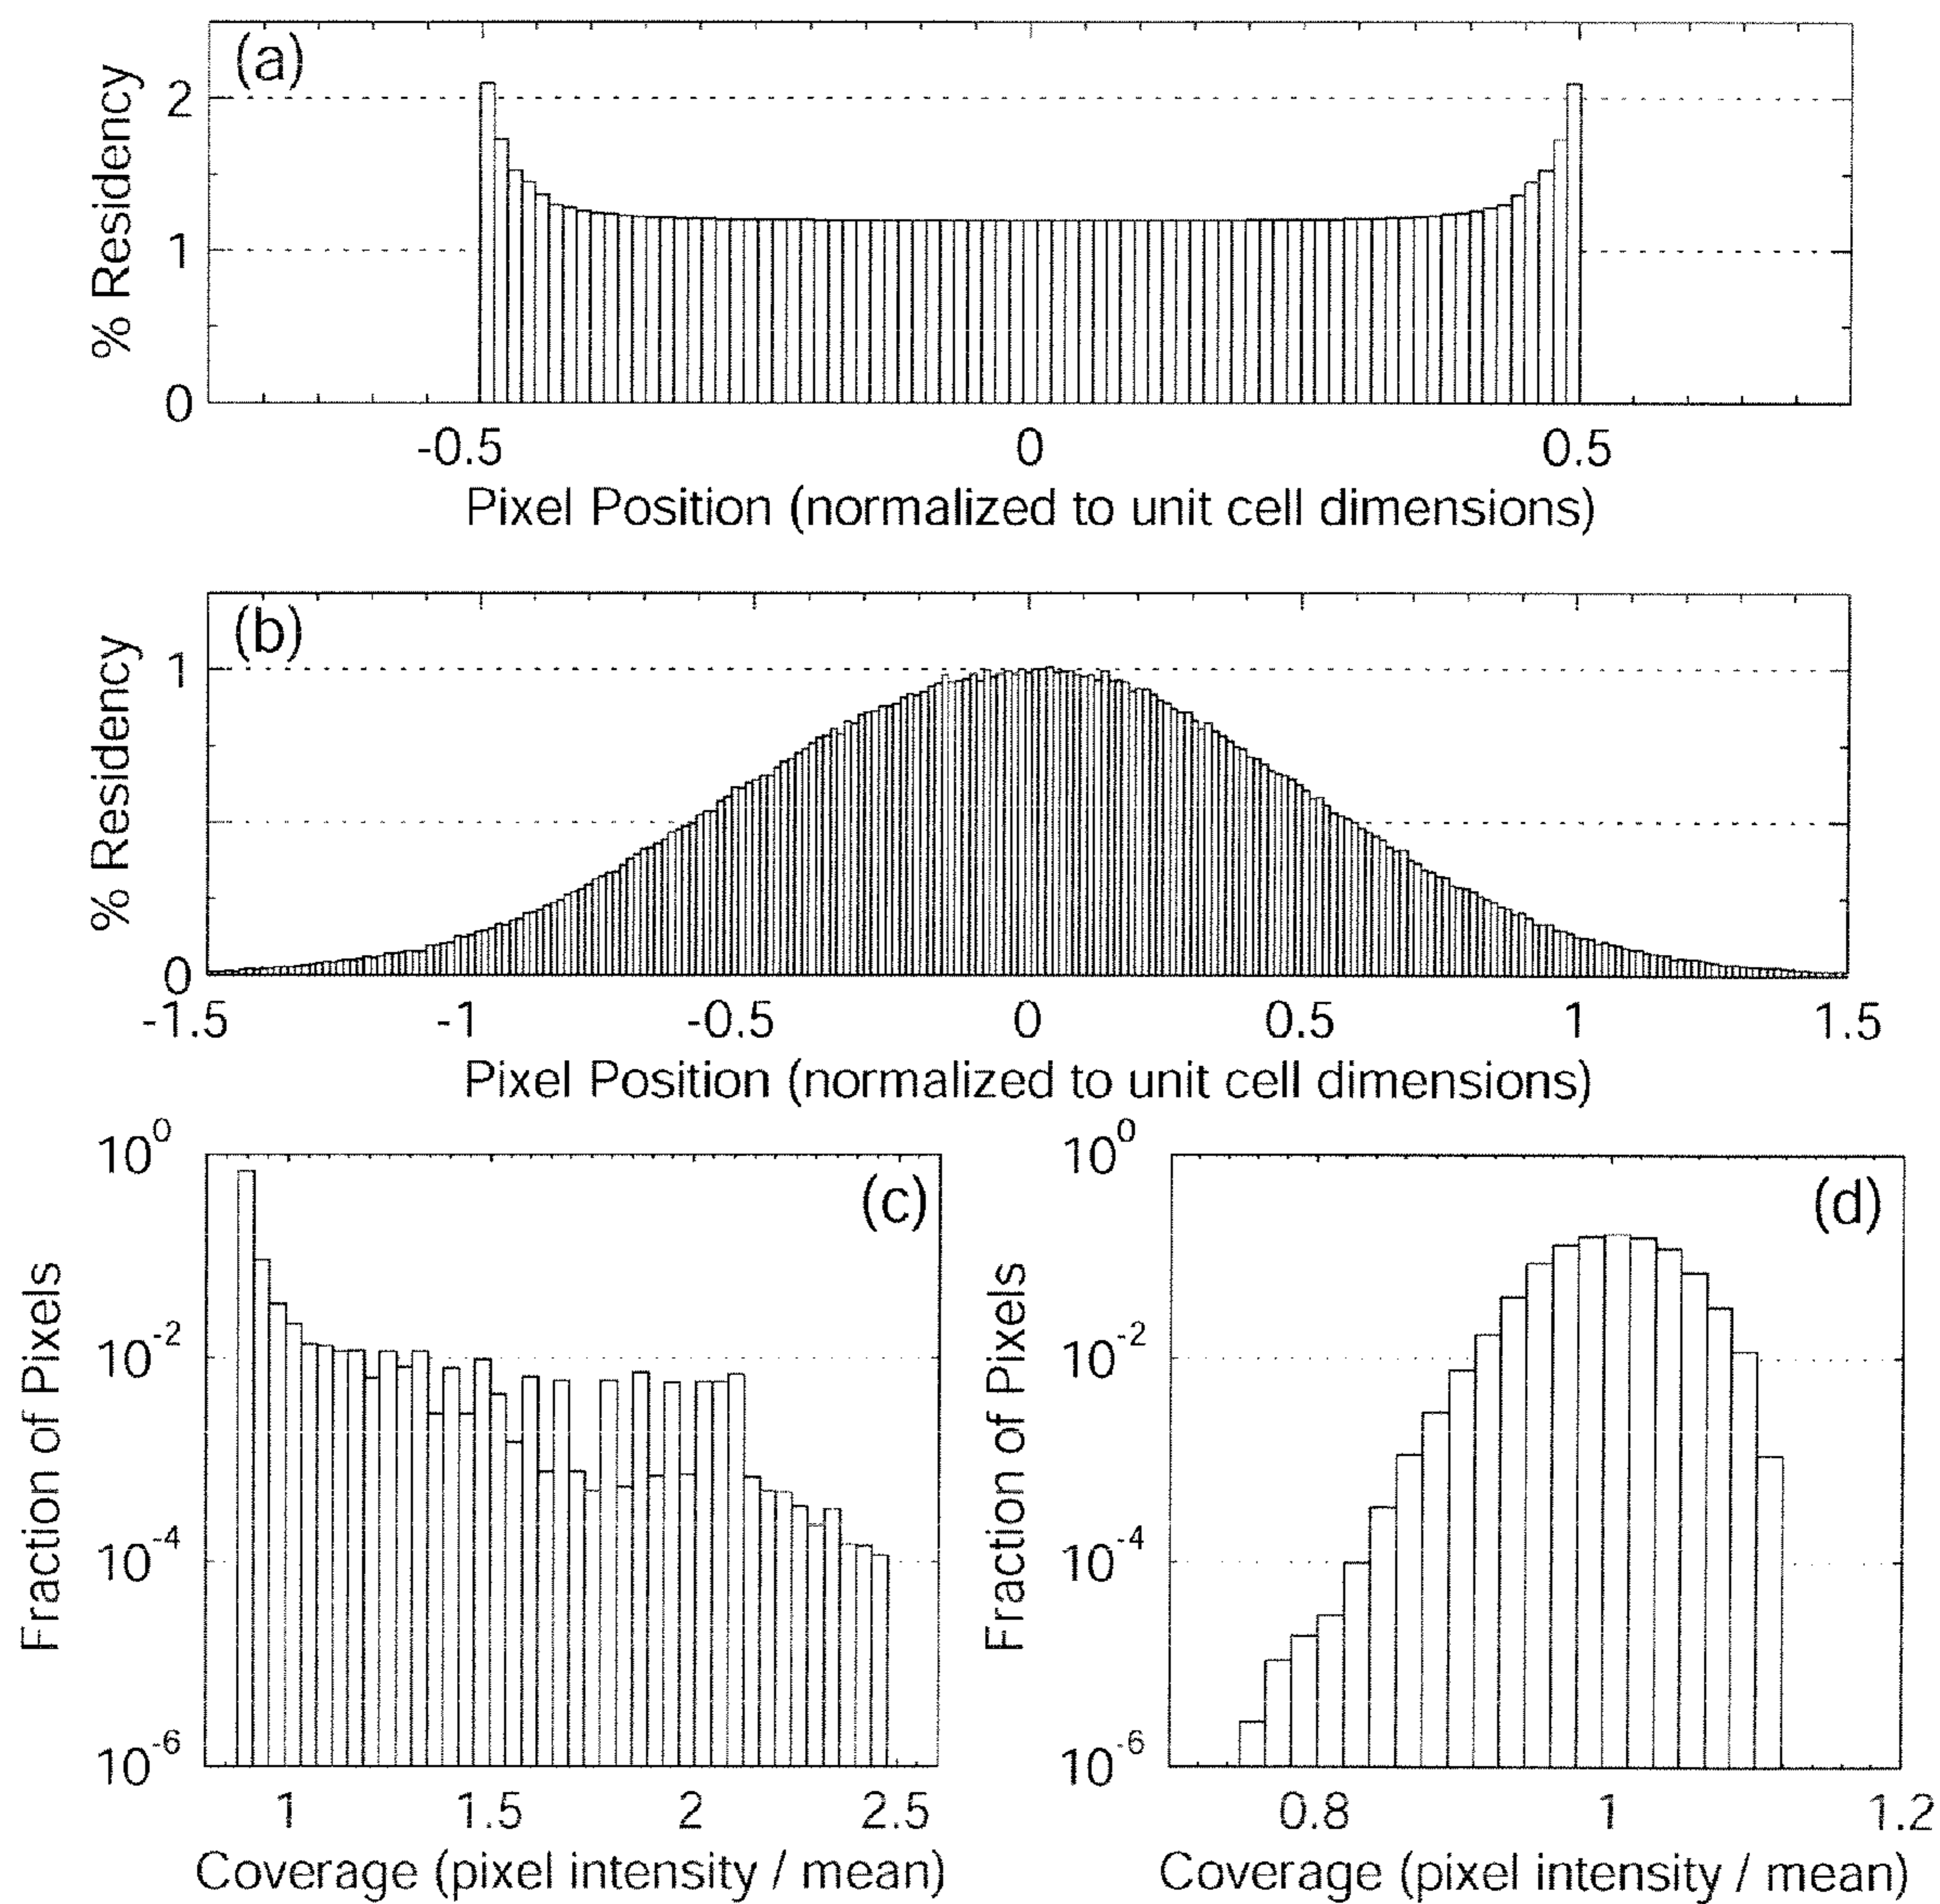 (a)
% Residency
2
1
0
-0.5 0 0.5
Pixel Position (normalized to unit cell dimensions)
(b)
% Residency
1
0
-1.5 -1 -0.5 0 0.5 1 1.5
Pixel Position (normalized to unit cell dimensions)
(c)
Fraction of Pixels
10^0
10^-2
10^-4
10^-6
1 1.5 2 2.5
Coverage (pixel intensity / mean)
(d)
Fraction of Pixels
10^0
10^-2
10^-4
10^-6
0.8 1 1.2
Coverage (pixel intensity / mean)